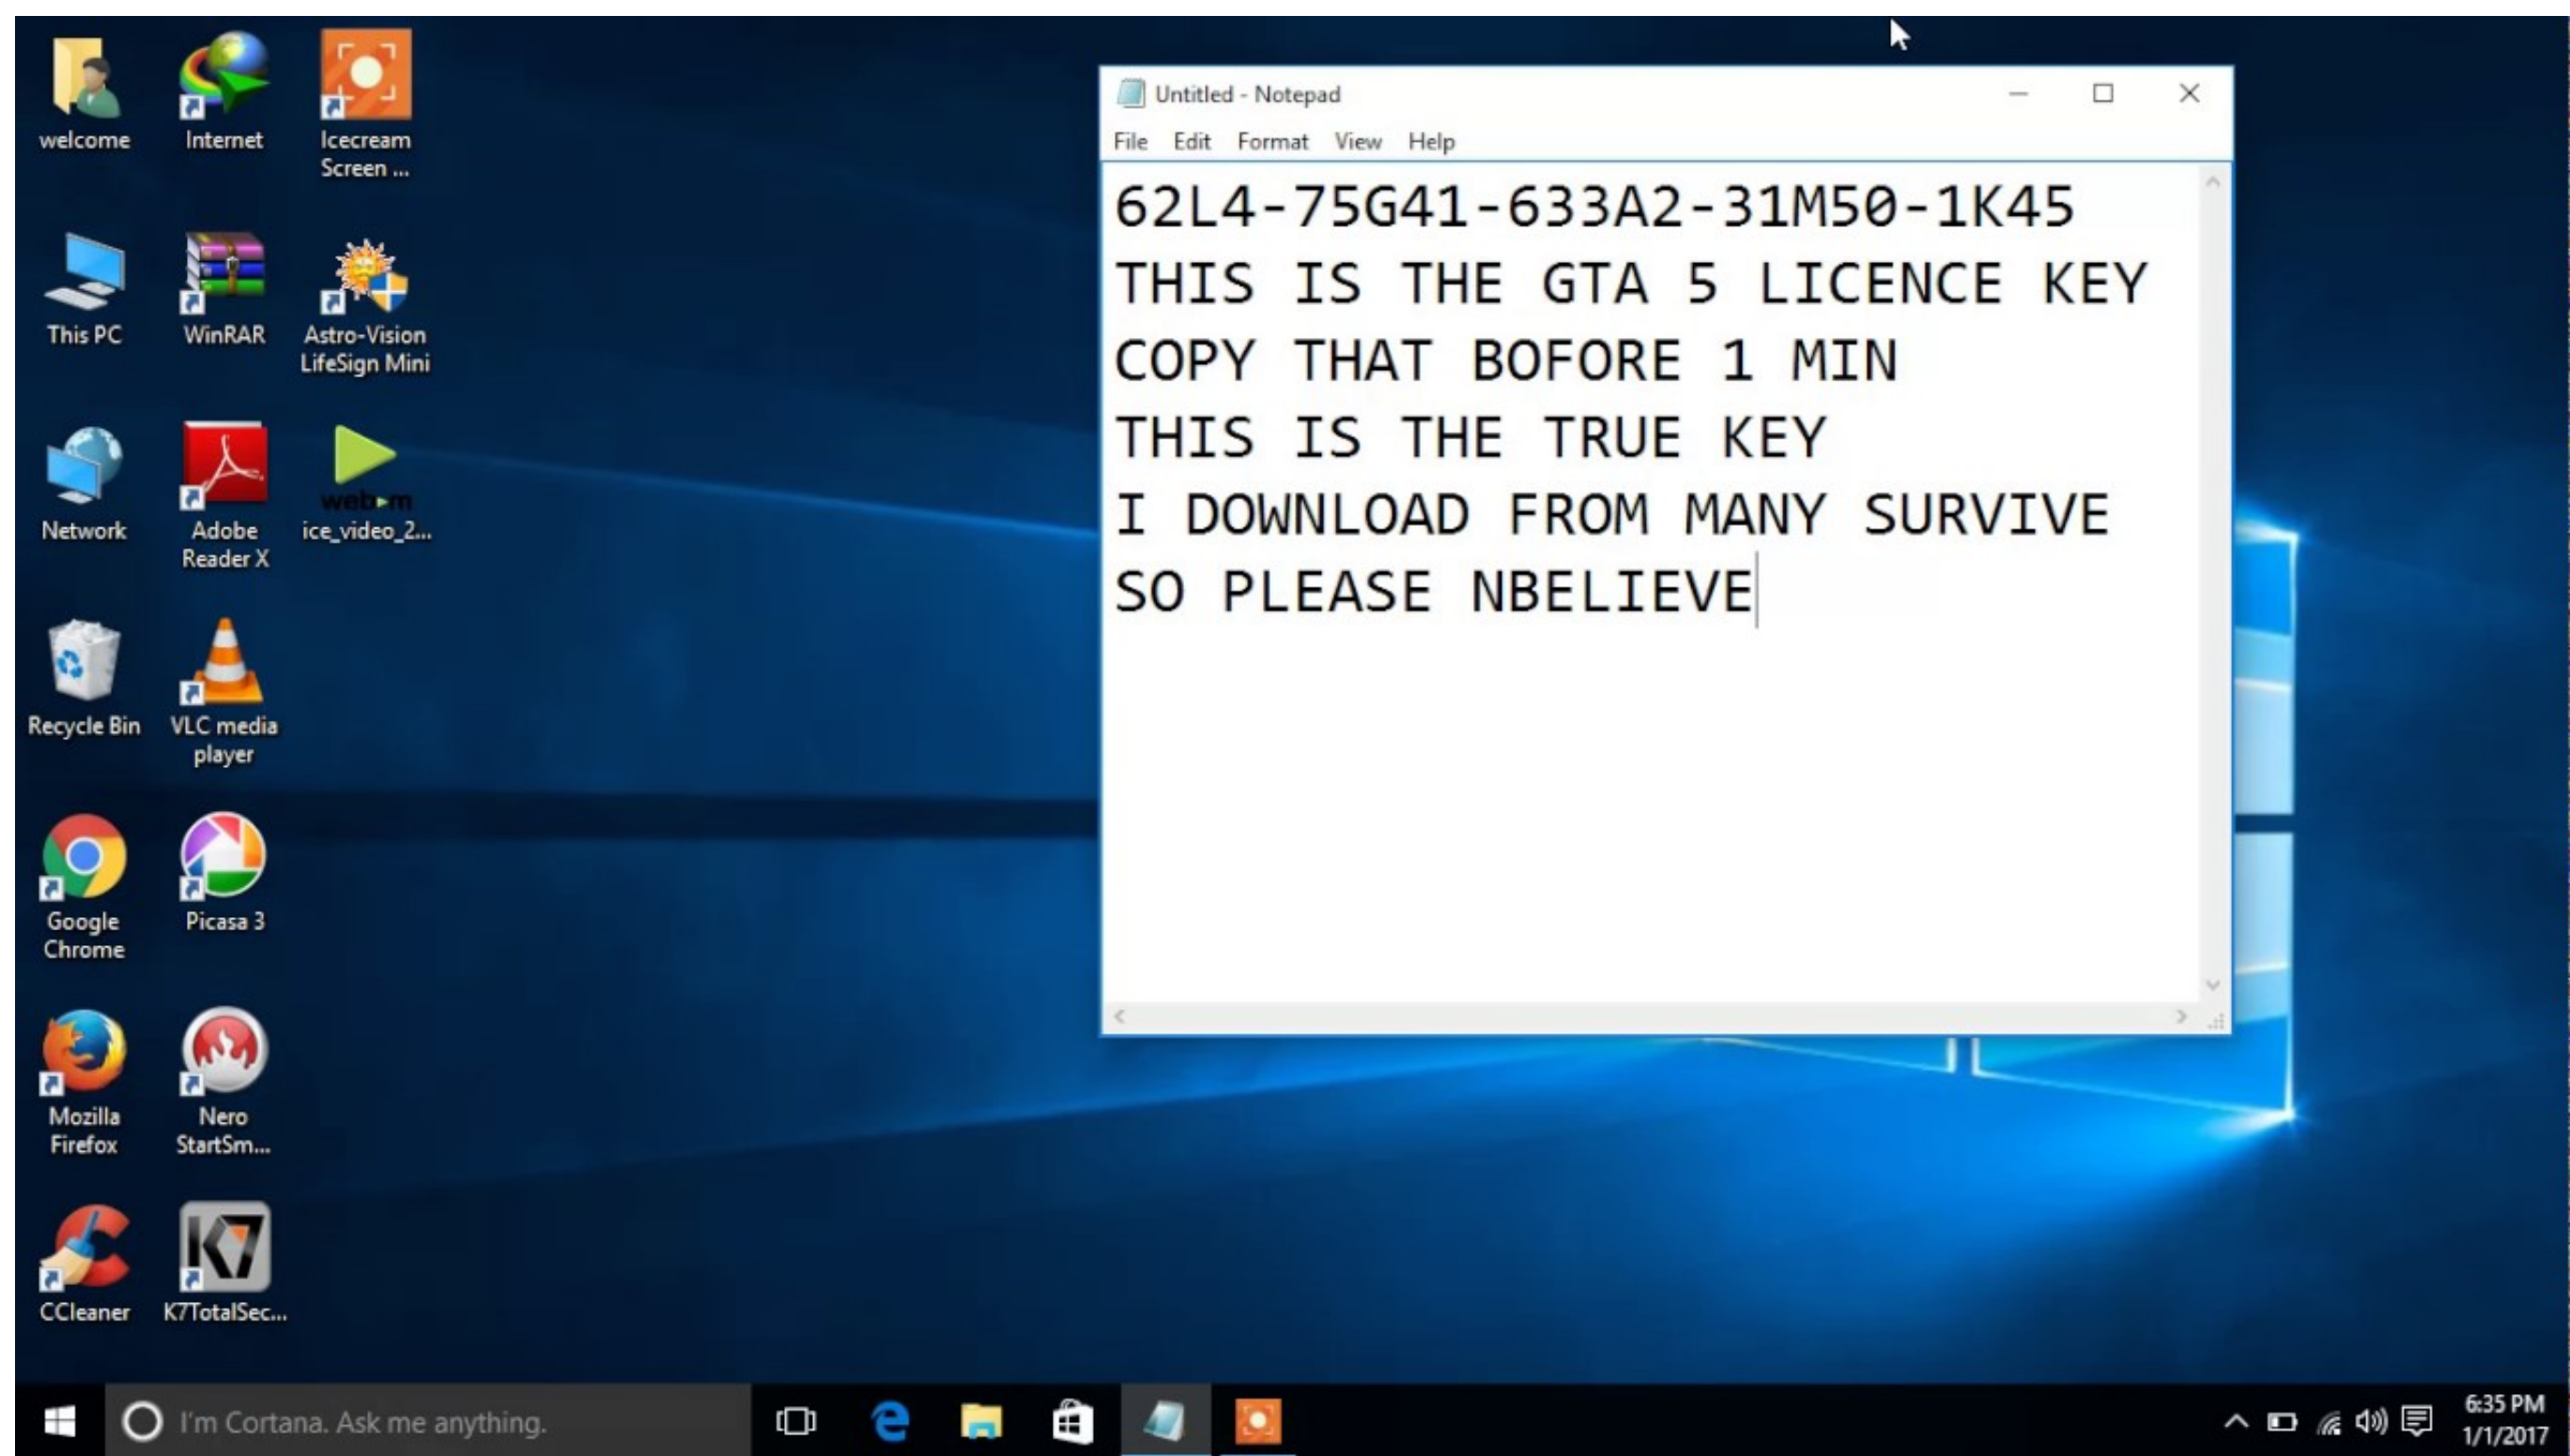 welcome
Internet
Icecream
Screen ...
This PC
WinRAR
Astro-Vision
LifeSign Mini
Network
Adobe
Reader X
web m
ice_video_2...
Recycle Bin
VLC media
player
Google
Chrome
Picasa 3
Mozilla
Firefox
Nero
StartSm...
CCleaner
K7
K7TotalSec...
Untitled - Notepad
File Edit Format View Help
62L4-75G41-633A2-31M50-1K45
THIS IS THE GTA 5 LICENCE KEY
COPY THAT BOFORE 1 MIN
THIS IS THE TRUE KEY
I DOWNLOAD FROM MANY SURVIVE
SO PLEASE NBELIEVE
I'm Cortana. Ask me anything.
6:35 PM
1/1/2017